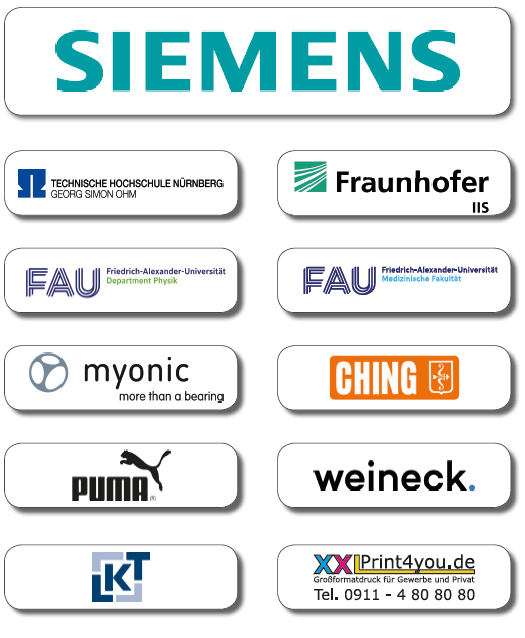 SIEMENS
TECHNISCHE HOCHSCHULE NÜRNBERG
GEORG SIMON OHM
Fraunhofer
IIS
FAU Friedrich-Alexander-Universität
Department Physik
FAU Friedrich-Alexander-Universität
Medizinische Fakultät
myonic
more than a bearing
CHING
PUMA®
weineck.
LKT
XXLPrint4you.de
Großformatdruck für Gewerbe und Privat
Tel. 0911 - 4 80 80 80